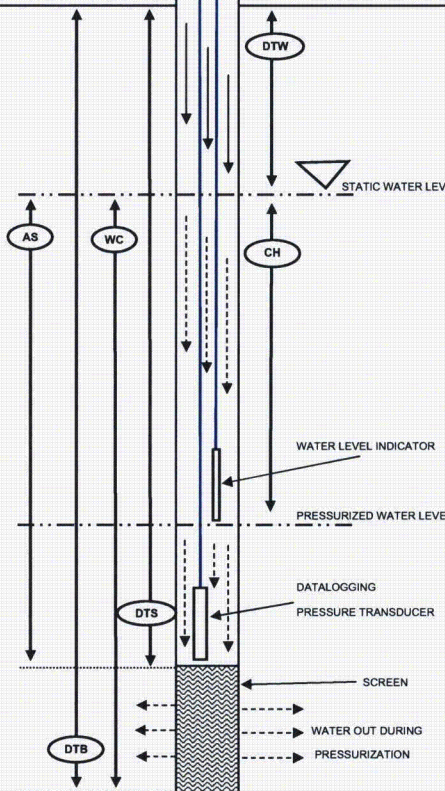 DTW
STATIC WATER LEV
AS
WC
CH
WATER LEVEL INDICATOR
PRESSURIZED WATER LEVE
DATALOGGING
PRESSURE TRANSDUCER
DTS
SCREEN
WATER OUT DURING
PRESSURIZATION
DTB